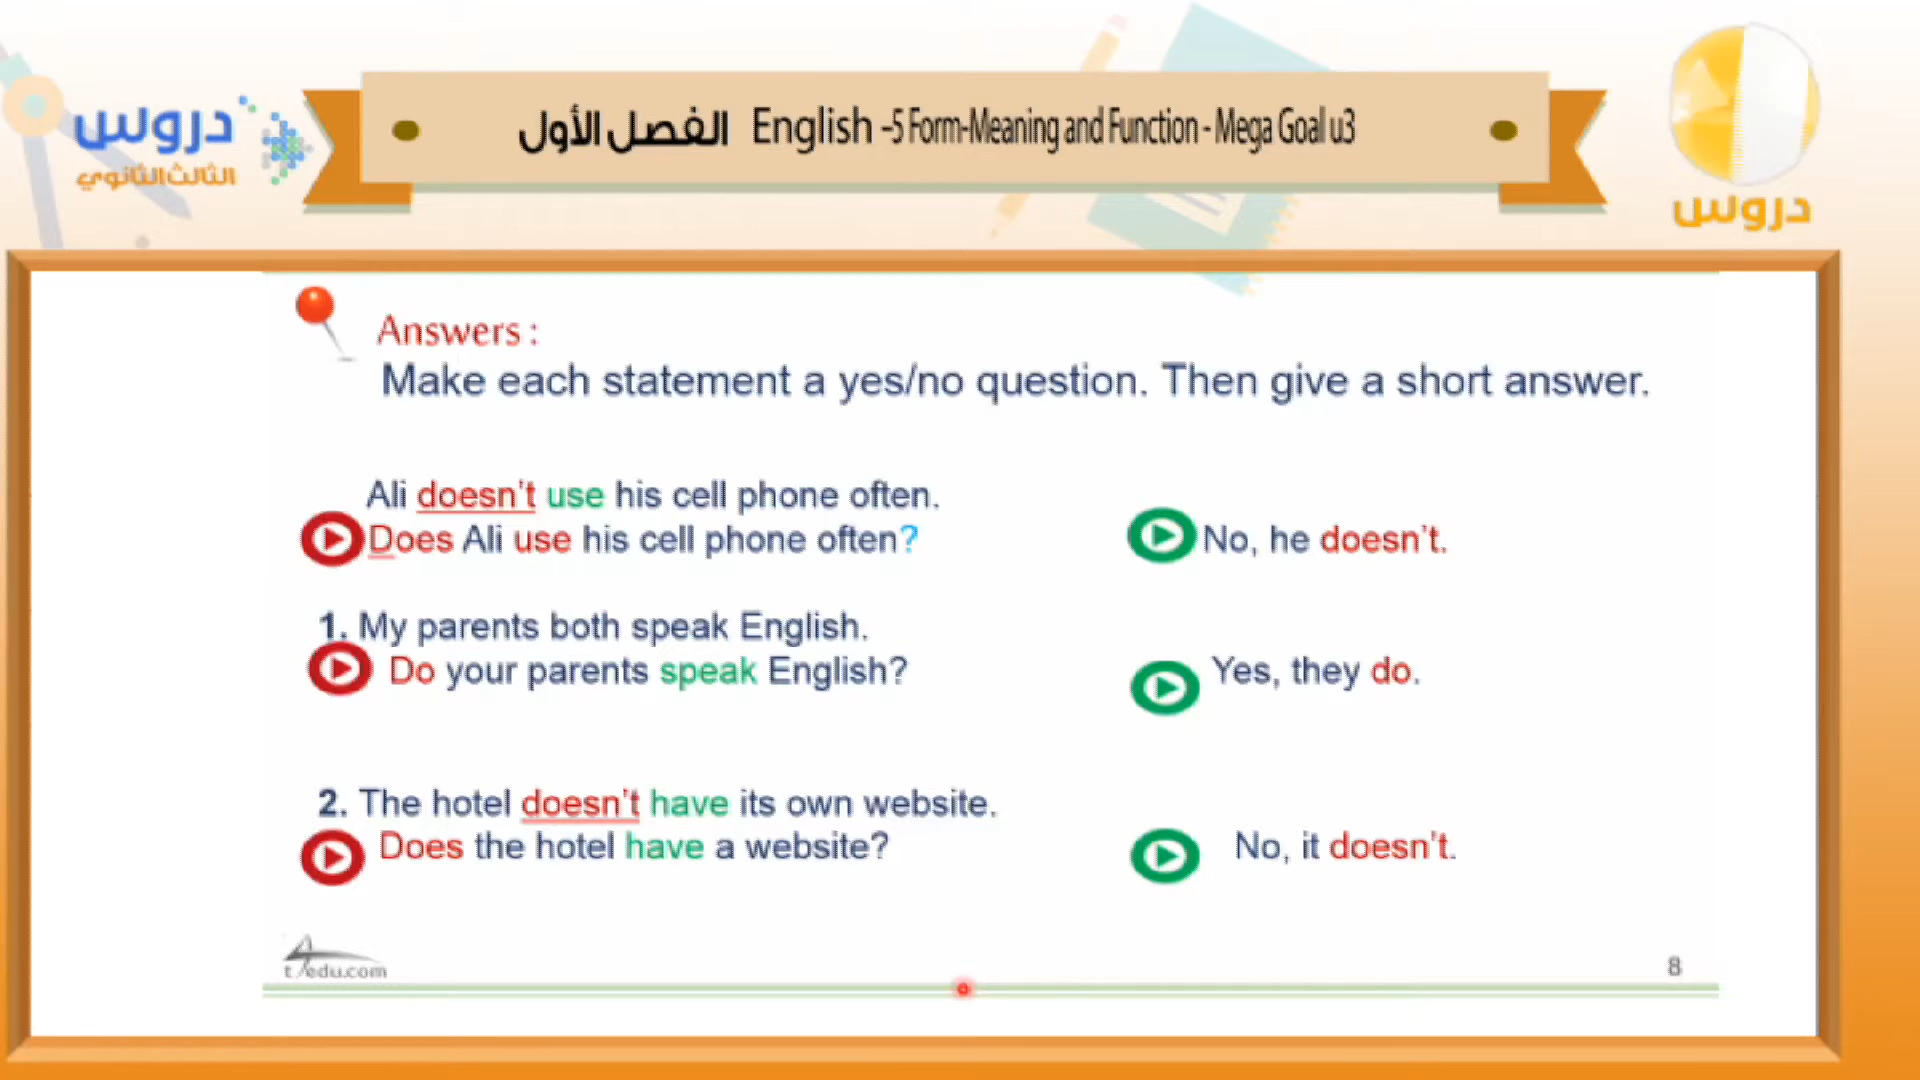 دروس
الثالث الثانوي
الفصل الأول English -5 Form-Meaning and Function - Mega Goal u3
دروس
Answers :
Make each statement a yes/no question. Then give a short answer.
Ali doesn't use his cell phone often.
Does Ali use his cell phone often?
No, he doesn't.
1. My parents both speak English.
Do your parents speak English?
Yes, they do.
2. The hotel doesn't have its own website.
Does the hotel have a website?
No, it doesn't.
t4edu.com
8